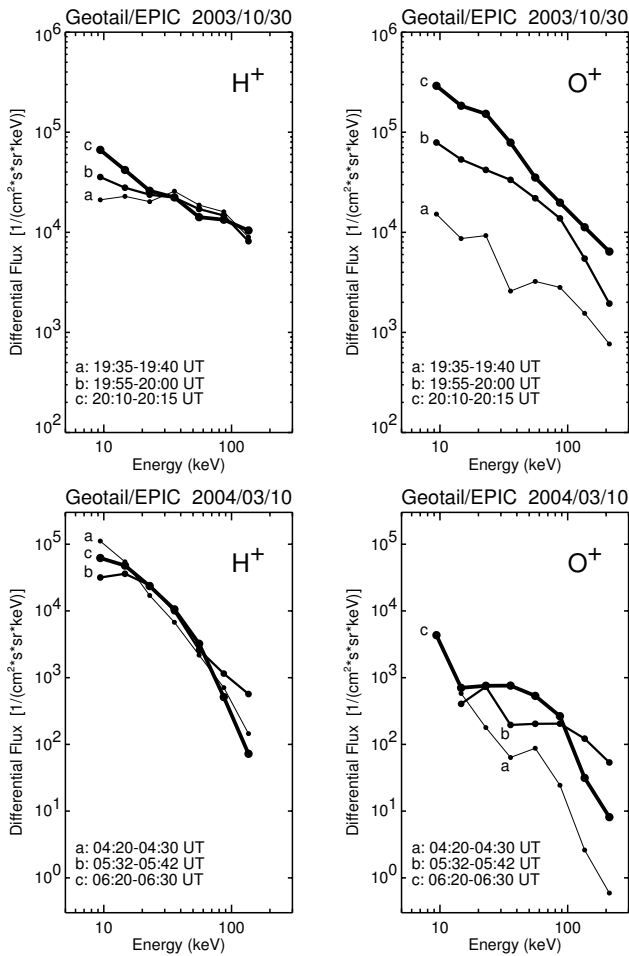 Geotail/EPIC 2003/10/30
H+
Differential Flux [1/(cm²*s*sr*keV)]
10⁶
10⁵
10⁴
10³
10²
c
b
a
a: 19:35-19:40 UT
b: 19:55-20:00 UT
c: 20:10-20:15 UT
10
100
Energy (keV)
Geotail/EPIC 2003/10/30
O+
Differential Flux [1/(cm²*s*sr*keV)]
10⁶
10⁵
10⁴
10³
10²
c
b
a
a: 19:35-19:40 UT
b: 19:55-20:00 UT
c: 20:10-20:15 UT
10
100
Energy (keV)
Geotail/EPIC 2004/03/10
H+
Differential Flux [1/(cm²*s*sr*keV)]
10⁵
10⁴
10³
10²
10¹
10⁰
a
c
b
a: 04:20-04:30 UT
b: 05:32-05:42 UT
c: 06:20-06:30 UT
10
100
Energy (keV)
Geotail/EPIC 2004/03/10
O+
Differential Flux [1/(cm²*s*sr*keV)]
10⁵
10⁴
10³
10²
10¹
10⁰
c
b
a
a: 04:20-04:30 UT
b: 05:32-05:42 UT
c: 06:20-06:30 UT
10
100
Energy (keV)